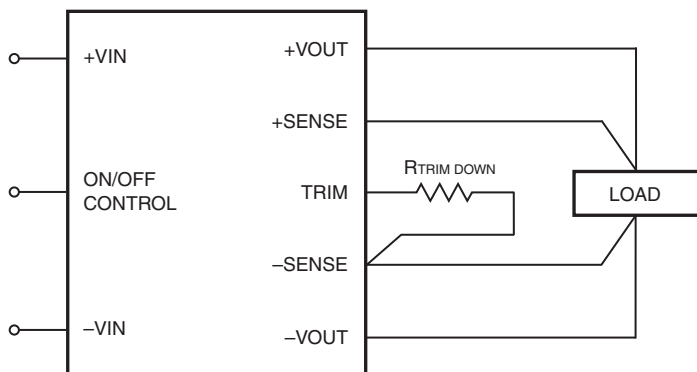 +VIN
ON/OFF
CONTROL
–VIN
+VOUT
+SENSE
TRIM
–SENSE
–VOUT
RTRIM DOWN
LOAD